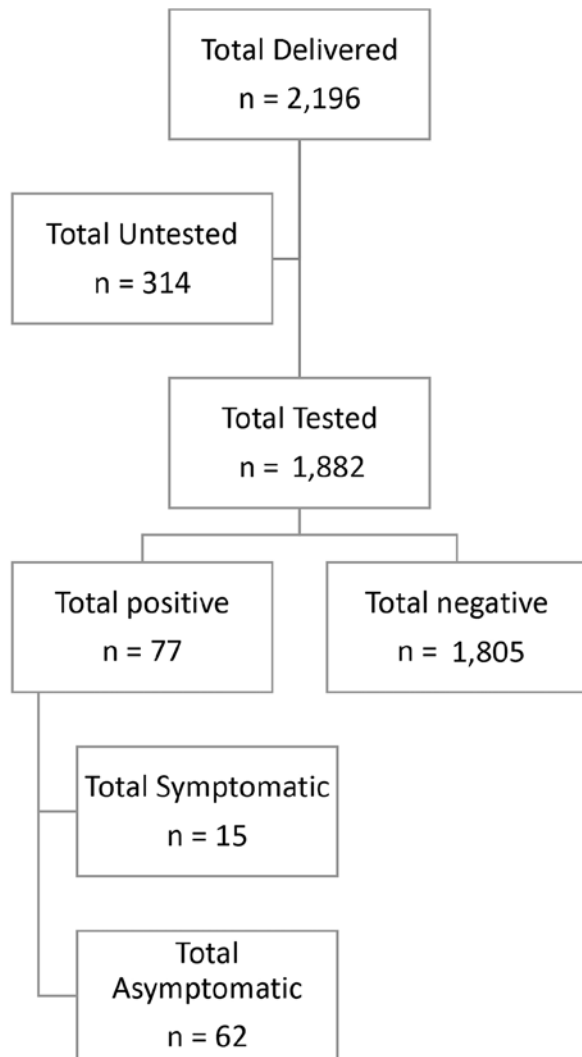 Total Delivered
n = 2,196
Total Untested
n = 314
Total Tested
n = 1,882
Total positive
n = 77
Total negative
n = 1,805
Total Symptomatic
n = 15
Total
Asymptomatic
n = 62